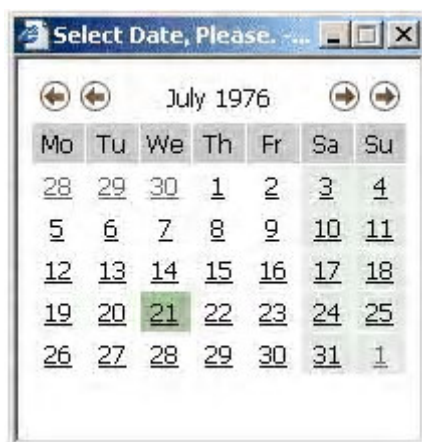 Select Date, Please. -...
July 1976
Mo Tu We Th Fr Sa Su
28 29 30 1 2 3 4
5 6 7 8 9 10 11
12 13 14 15 16 17 18
19 20 21 22 23 24 25
26 27 28 29 30 31 1